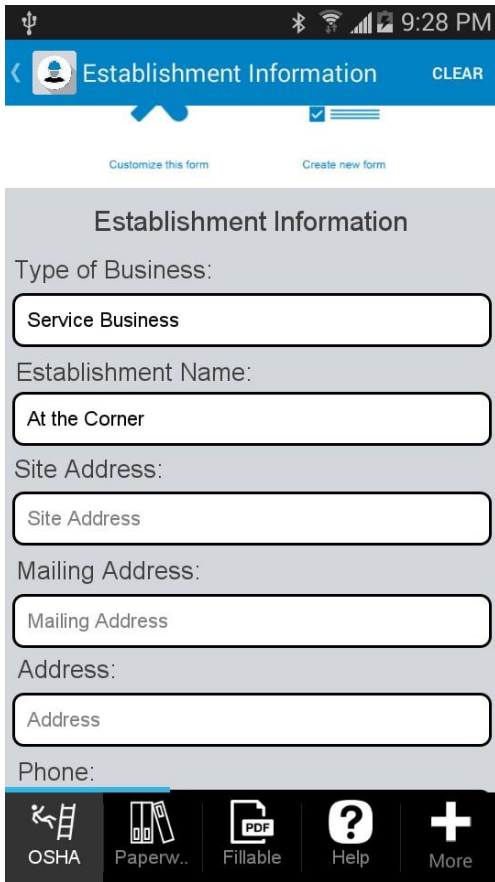 9:28 PM
Establishment Information CLEAR
Customize this form Create new form
Establishment Information
Type of Business:
Service Business
Establishment Name:
At the Corner
Site Address:
Site Address
Mailing Address:
Mailing Address
Address:
Address
Phone:
PDF
OSHA Paperw.. Fillable Help More